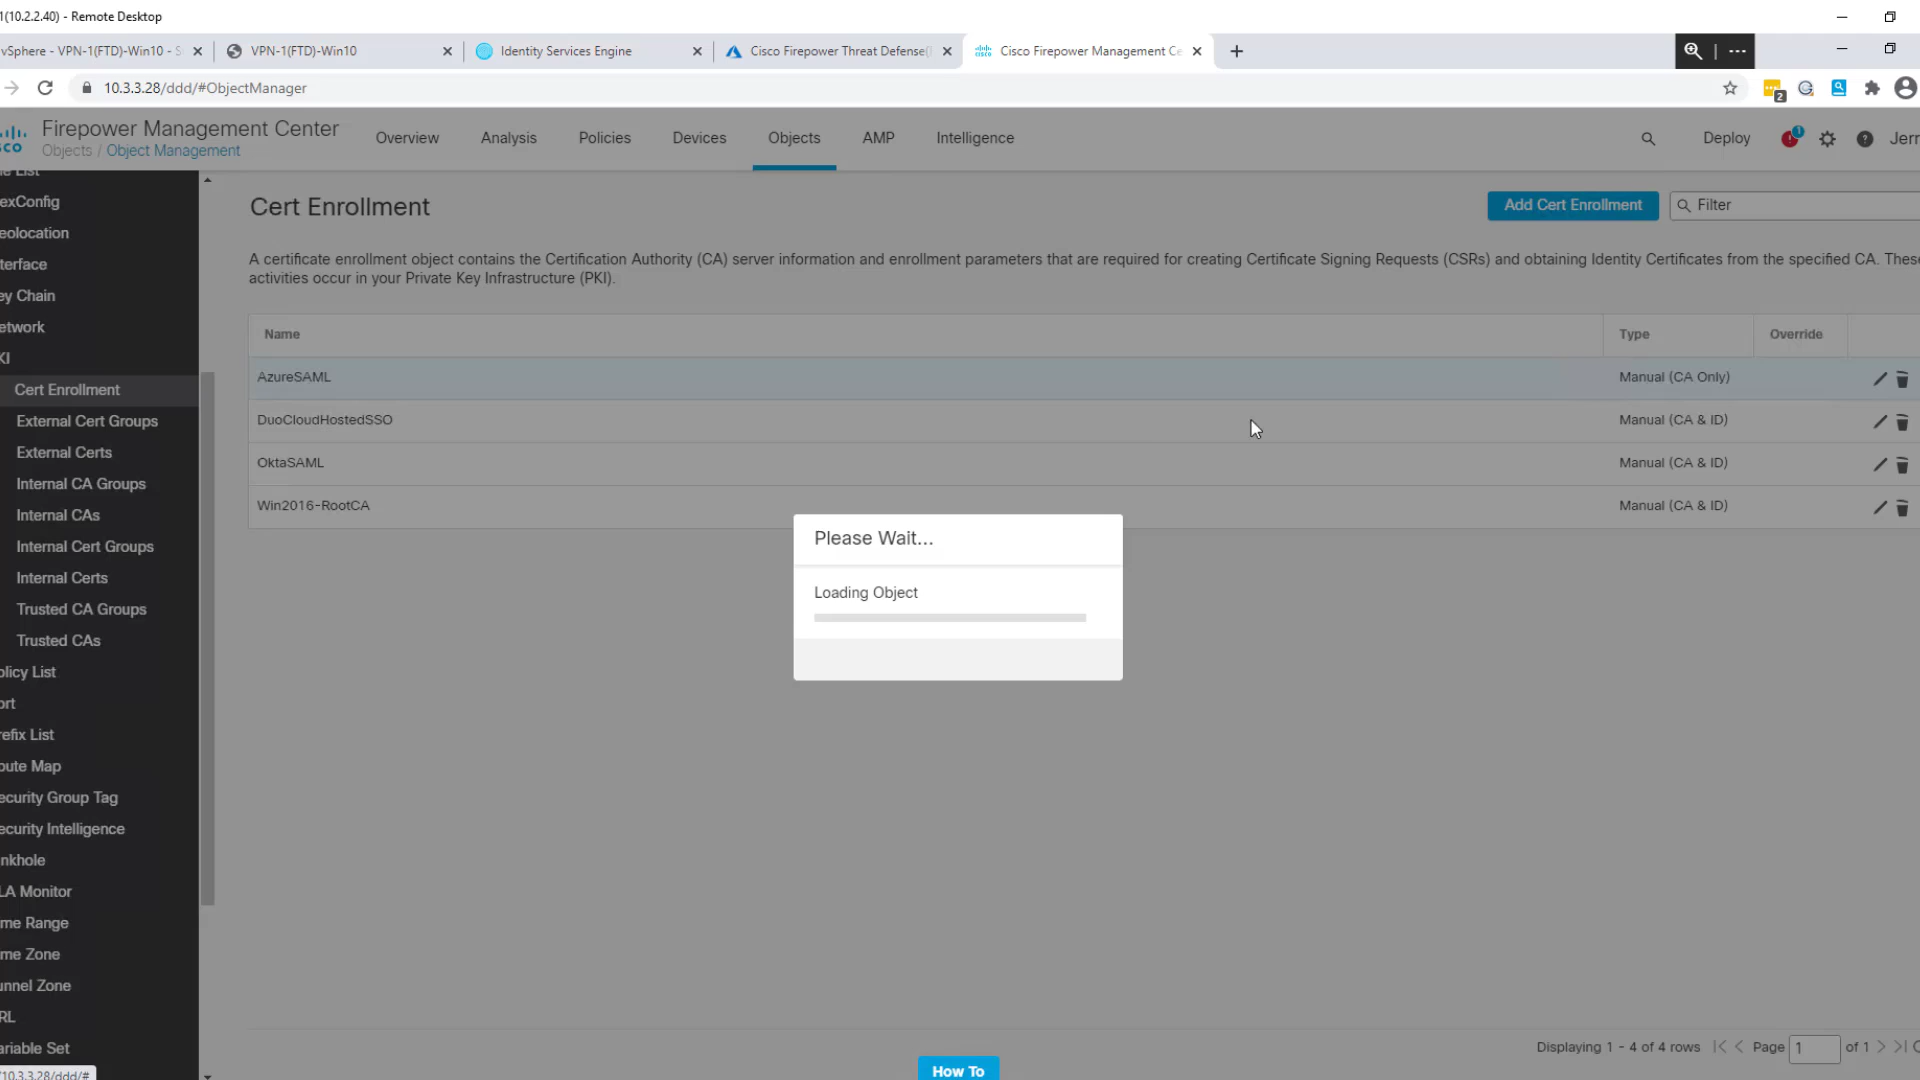 1(10.2.2.40) - Remote Desktop
vSphere - VPN-1(FTD)-Win10 - S
VPN-1(FTD)-Win10
Identity Services Engine
Cisco Firepower Threat Defense(
Cisco Firepower Management Ce
10.3.3.28/ddd/#ObjectManager
2
sco
Firepower Management Center
Objects / Object Management
Overview
Analysis
Policies
Devices
Objects
AMP
Intelligence
Deploy
1
Jerr
le List
exConfig
eolocation
terface
ey Chain
etwork
KI
Cert Enrollment
External Cert Groups
External Certs
Internal CA Groups
Internal CAs
Internal Cert Groups
Internal Certs
Trusted CA Groups
Trusted CAs
olicy List
ort
refix List
oute Map
ecurity Group Tag
ecurity Intelligence
nkhole
LA Monitor
me Range
me Zone
unnel Zone
RL
ariable Set
10.3.3.28/ddd/#
Cert Enrollment
Add Cert Enrollment
Filter
A certificate enrollment object contains the Certification Authority (CA) server information and enrollment parameters that are required for creating Certificate Signing Requests (CSRs) and obtaining Identity Certificates from the specified CA. These
activities occur in your Private Key Infrastructure (PKI).
Name Type Override
AzureSAML Manual (CA Only)
DuoCloudHostedSSO Manual (CA & ID)
OktaSAML Manual (CA & ID)
Win2016-RootCA Manual (CA & ID)
Please Wait...
Loading Object
Displaying 1 - 4 of 4 rows Page 1 of 1
How To